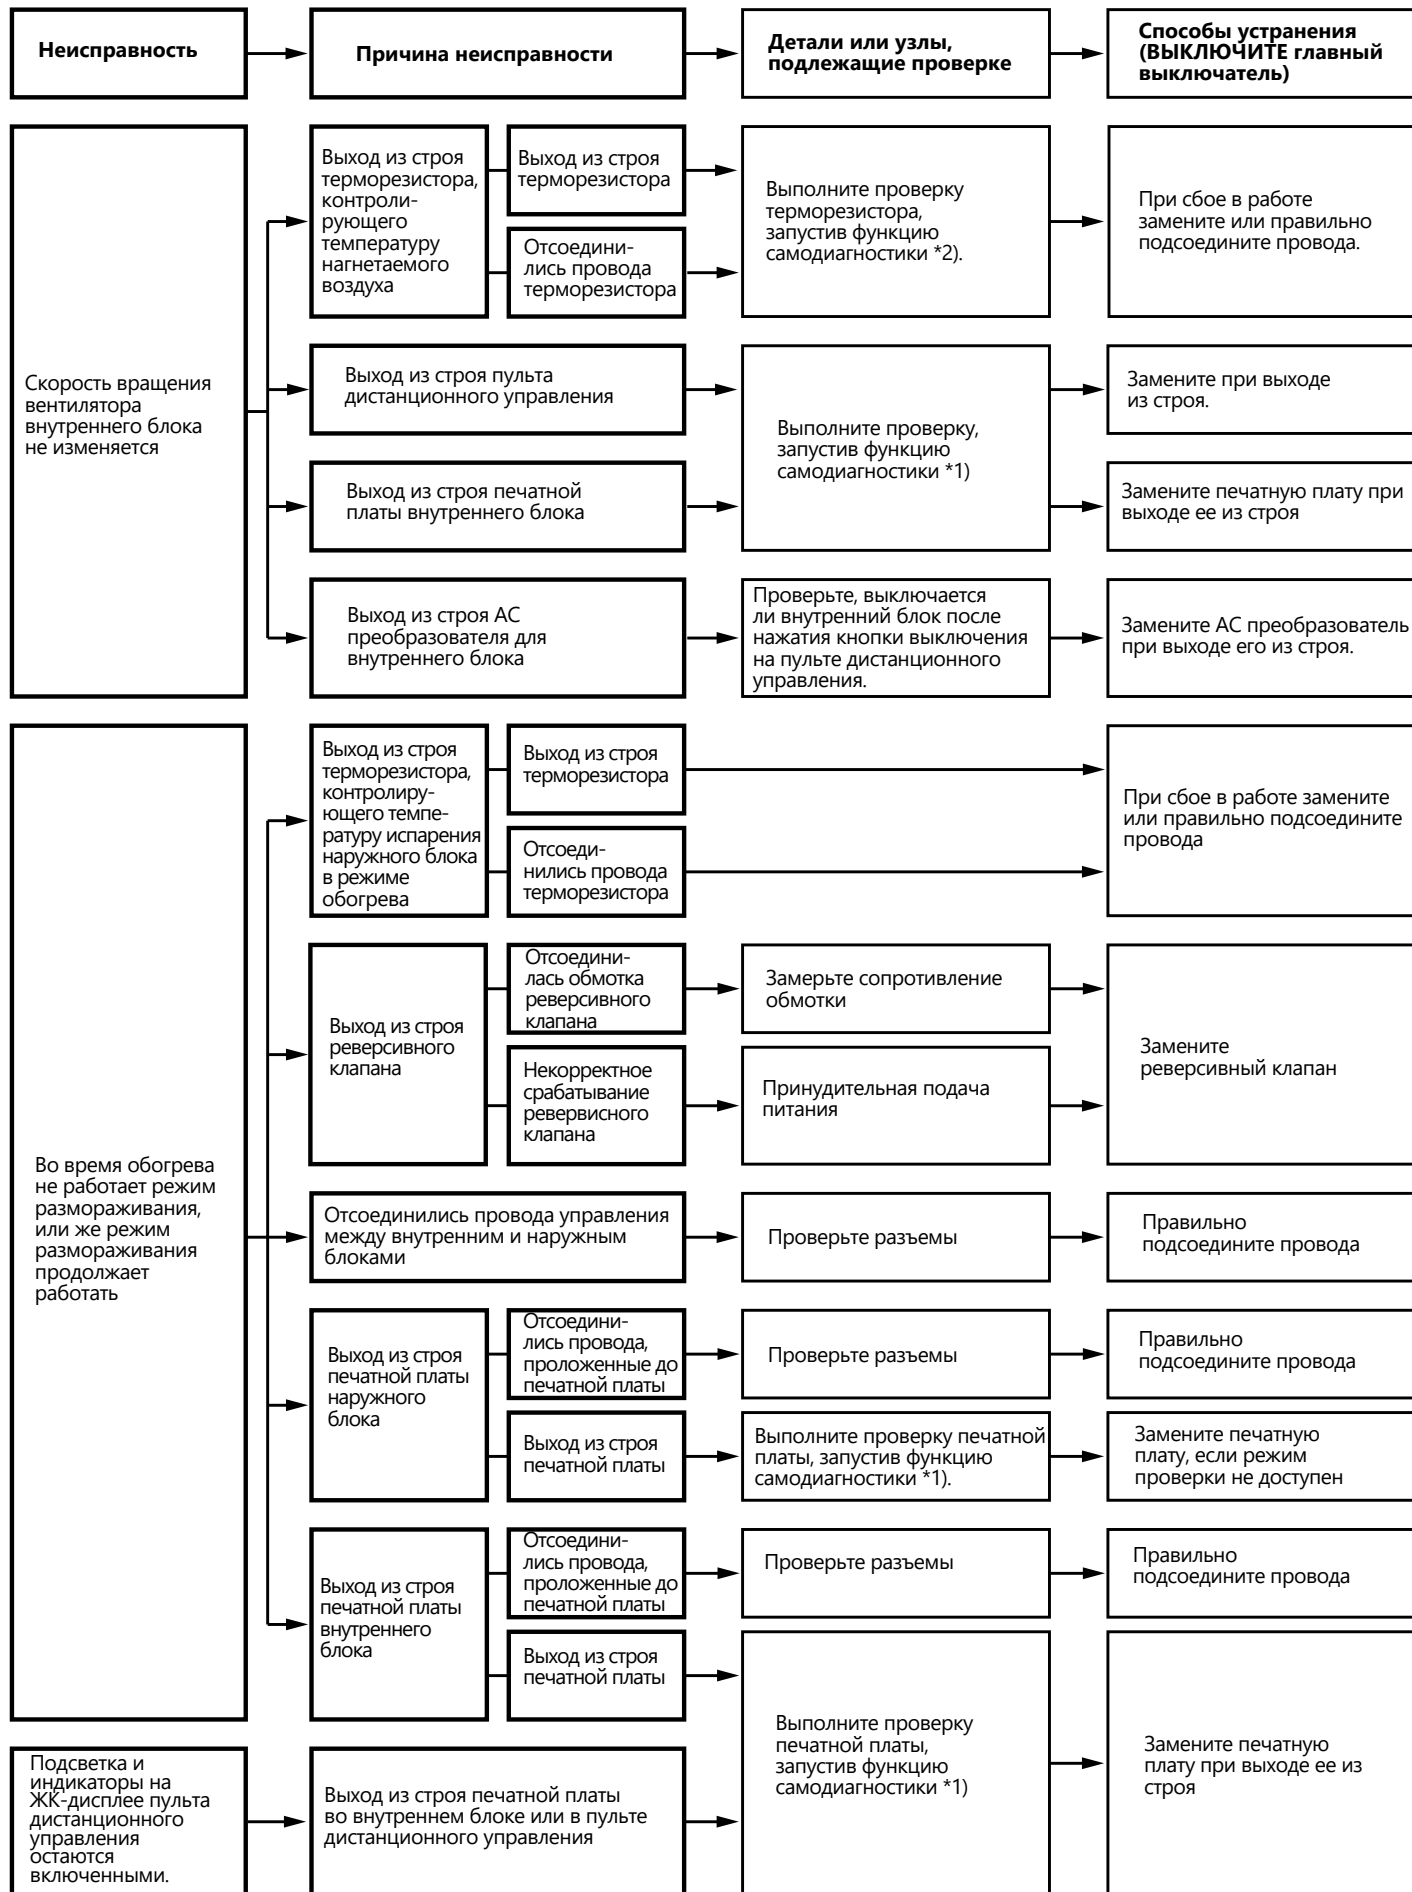 Неисправность
Причина неисправности
Детали или узлы,
подлежащие проверке
Способы устранения
(ВЫКЛЮЧИТЕ главный
выключатель)
Скорость вращения
вентилятора
внутреннего блока
не изменяется
Выход из строя
терморезистора,
контроли-
рующего
температуру
нагнетаемого
воздуха
Выход из строя
терморезистора
Отсоедини-
лись провода
терморезистора
Выполните проверку
терморезистора,
запустив функцию
самодиагностики *2).
При сбое в работе
замените или правильно
подсоедините провода.
Выход из строя пульта
дистанционного управления
Выполните проверку,
запустив функцию
самодиагностики *1)
Замените при выходе
из строя.
Выход из строя печатной
платы внутреннего блока
Замените печатную плату при
выходе ее из строя
Выход из строя АС
преобразователя для
внутреннего блока
Проверьте, выключается
ли внутренний блок после
нажатия кнопки выключения
на пульте дистанционного
управления.
Замените АС преобразователь
при выходе его из строя.
Во время обогрева
не работает режим
размораживания,
или же режим
размораживания
продолжает
работать
Выход из строя
терморезистора,
контролиру-
ющего темпе-
ратуру испарения
наружного блока
в режиме
обогрева
Выход из строя
терморезистора
Отсоеди-
нились провода
терморезистора
При сбое в работе замените
или правильно подсоедините
провода
Выход из строя
реверсивного
клапана
Отсоедини-
лась обмотка
реверсивного
клапана
Замерьте сопротивление
обмотки
Некорректное
срабатывание
ревервисного
клапана
Принудительная подача
питания
Замените
реверсивный клапан
Отсоединились провода управления
между внутренним и наружным
блоками
Проверьте разъемы
Правильно
подсоедините провода
Выход из строя
печатной платы
наружного
блока
Отсоедини-
лись провода,
проложенные до
печатной платы
Проверьте разъемы
Правильно
подсоедините провода
Выход из строя
печатной платы
Выполните проверку печатной
платы, запустив функцию
самодиагностики *1).
Замените печатную
плату, если режим
проверки не доступен
Выход из строя
печатной платы
внутреннего
блока
Отсоедини-
лись провода,
проложенные до
печатной платы
Проверьте разъемы
Правильно
подсоедините провода
Выход из строя
печатной платы
Выполните проверку
печатной платы,
запустив функцию
самодиагностики *1)
Замените печатную
плату при выходе ее из
строя
Подсветка и
индикаторы на
ЖК-дисплее пульта
дистанционного
управления
остаются
включенными.
Выход из строя печатной платы
во внутреннем блоке или в пульте
дистанционного управления